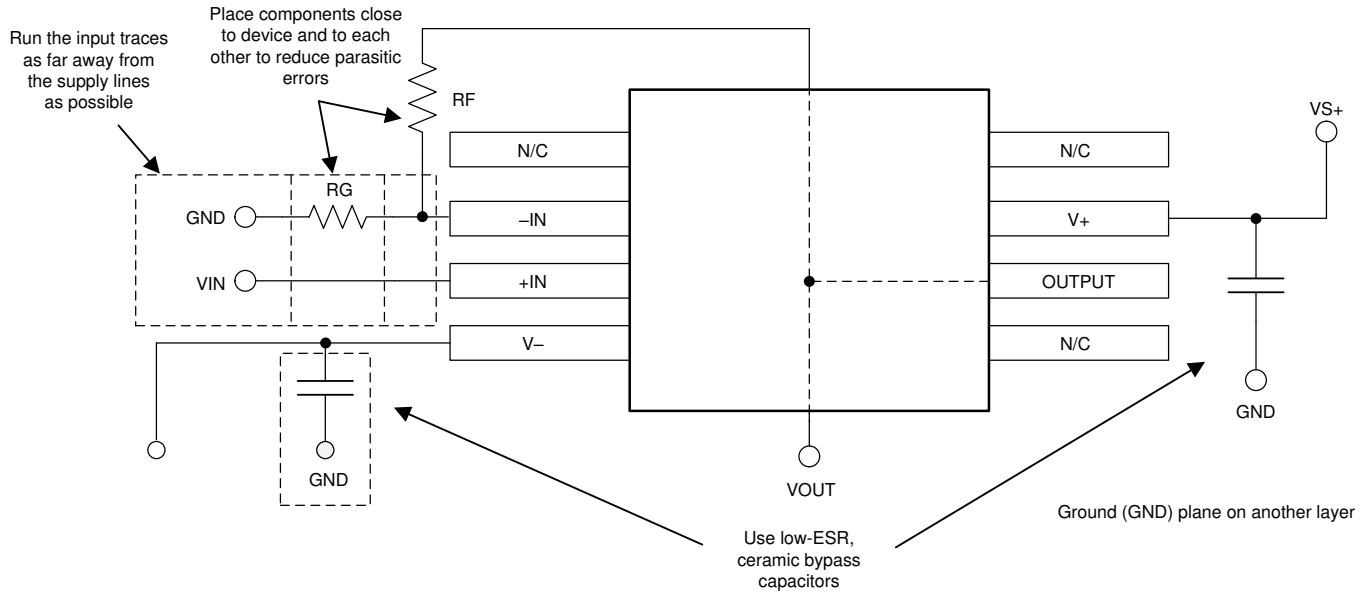 Place components close
to device and to each
other to reduce parasitic
errors
Run the input traces
as far away from
the supply lines
as possible
RF
VS+
N/C
N/C
RG
GND
–IN
V+
VIN
+IN
OUTPUT
V–
N/C
GND
GND
VOUT
Ground (GND) plane on another layer
Use low-ESR,
ceramic bypass
capacitors